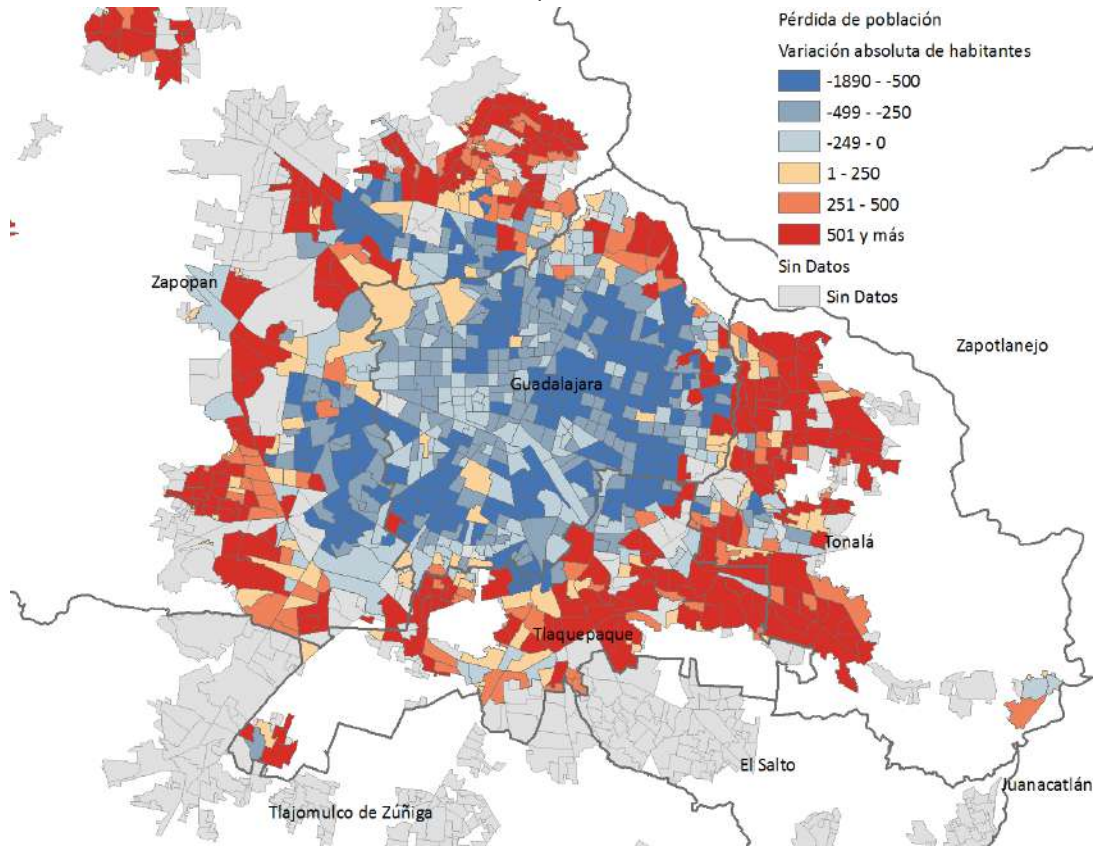 Pérdida de población
Variación absoluta de habitantes
-1890 - -500
-499 - -250
-249 - 0
1 - 250
251 - 500
501 y más
Sin Datos
Sin Datos
Zapopan
Zapotlanejo
Guadalajara
Tonalá
Tlaquepaque
El Salto
Juanacatlán
Tlajomulco de Zúñiga